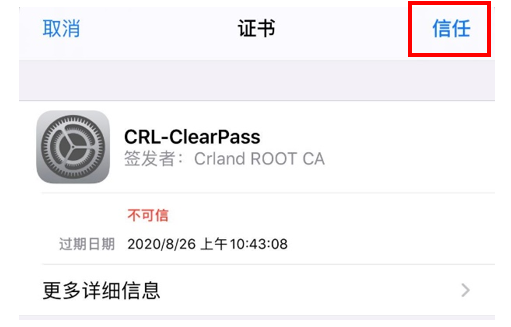 取消 证书 信任
CRL-ClearPass
签发者：Crland ROOT CA
不可信
过期日期 2020/8/26 上午10:43:08
更多详细信息